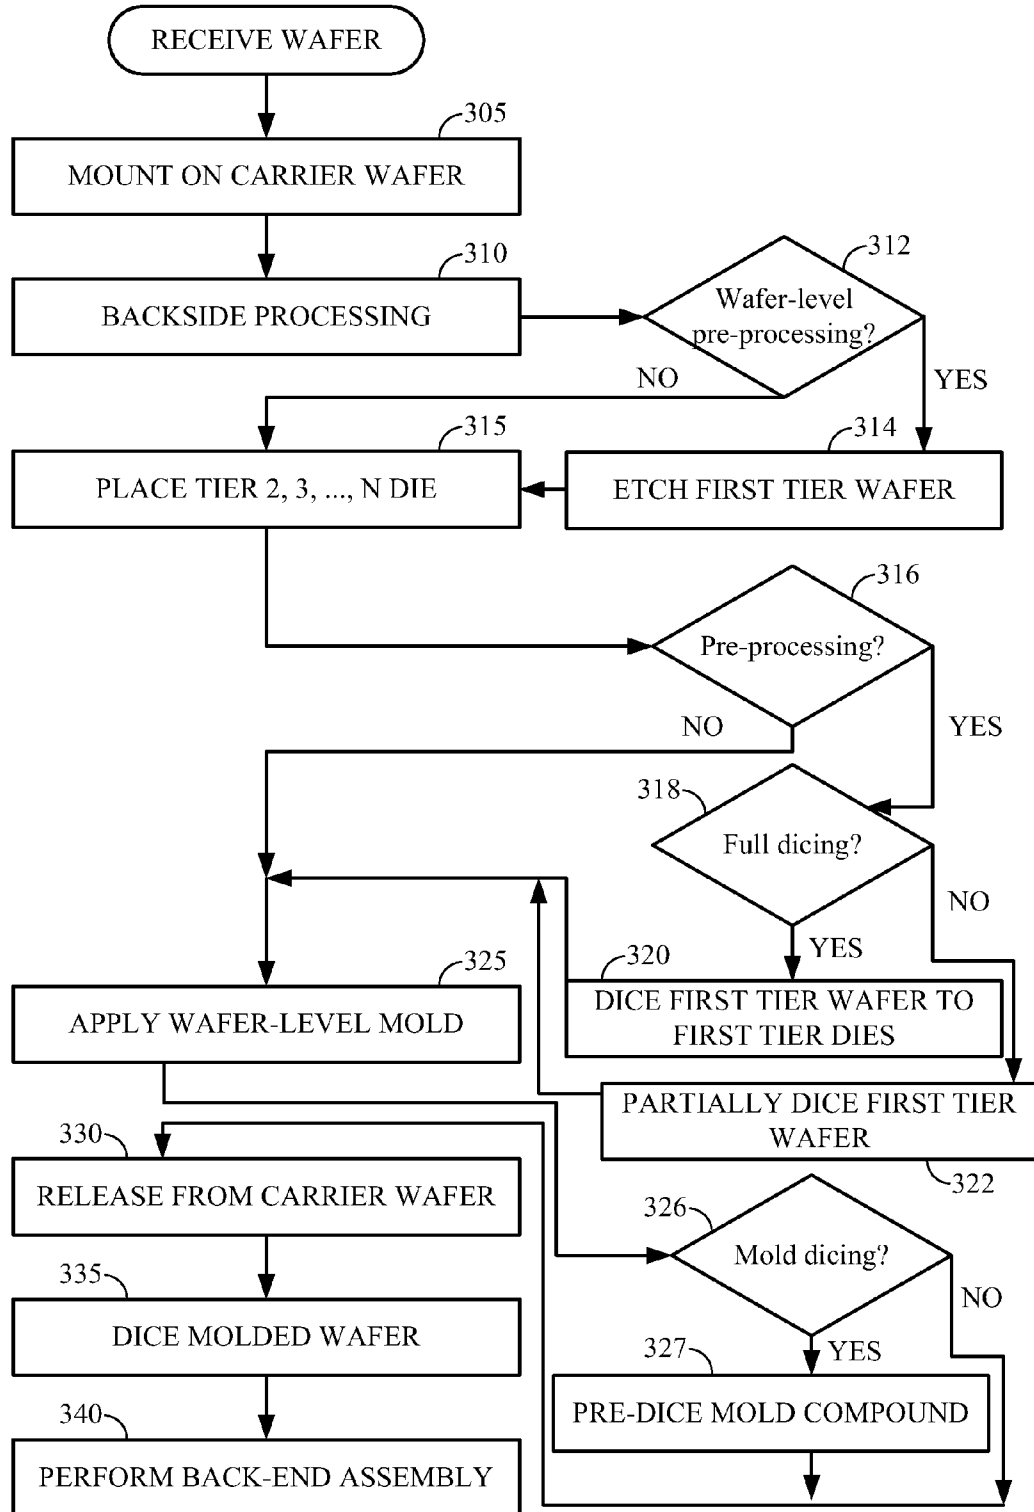 RECEIVE WAFER
305
MOUNT ON CARRIER WAFER
310
BACKSIDE PROCESSING
312
Wafer-level
pre-processing?
NO
YES
315
PLACE TIER 2, 3, ..., N DIE
314
ETCH FIRST TIER WAFER
316
Pre-processing?
NO
YES
318
Full dicing?
NO
YES
320
DICE FIRST TIER WAFER TO
FIRST TIER DIES
325
APPLY WAFER-LEVEL MOLD
PARTIALLY DICE FIRST TIER
WAFER
322
330
RELEASE FROM CARRIER WAFER
326
Mold dicing?
NO
YES
335
DICE MOLDED WAFER
327
PRE-DICE MOLD COMPOUND
340
PERFORM BACK-END ASSEMBLY